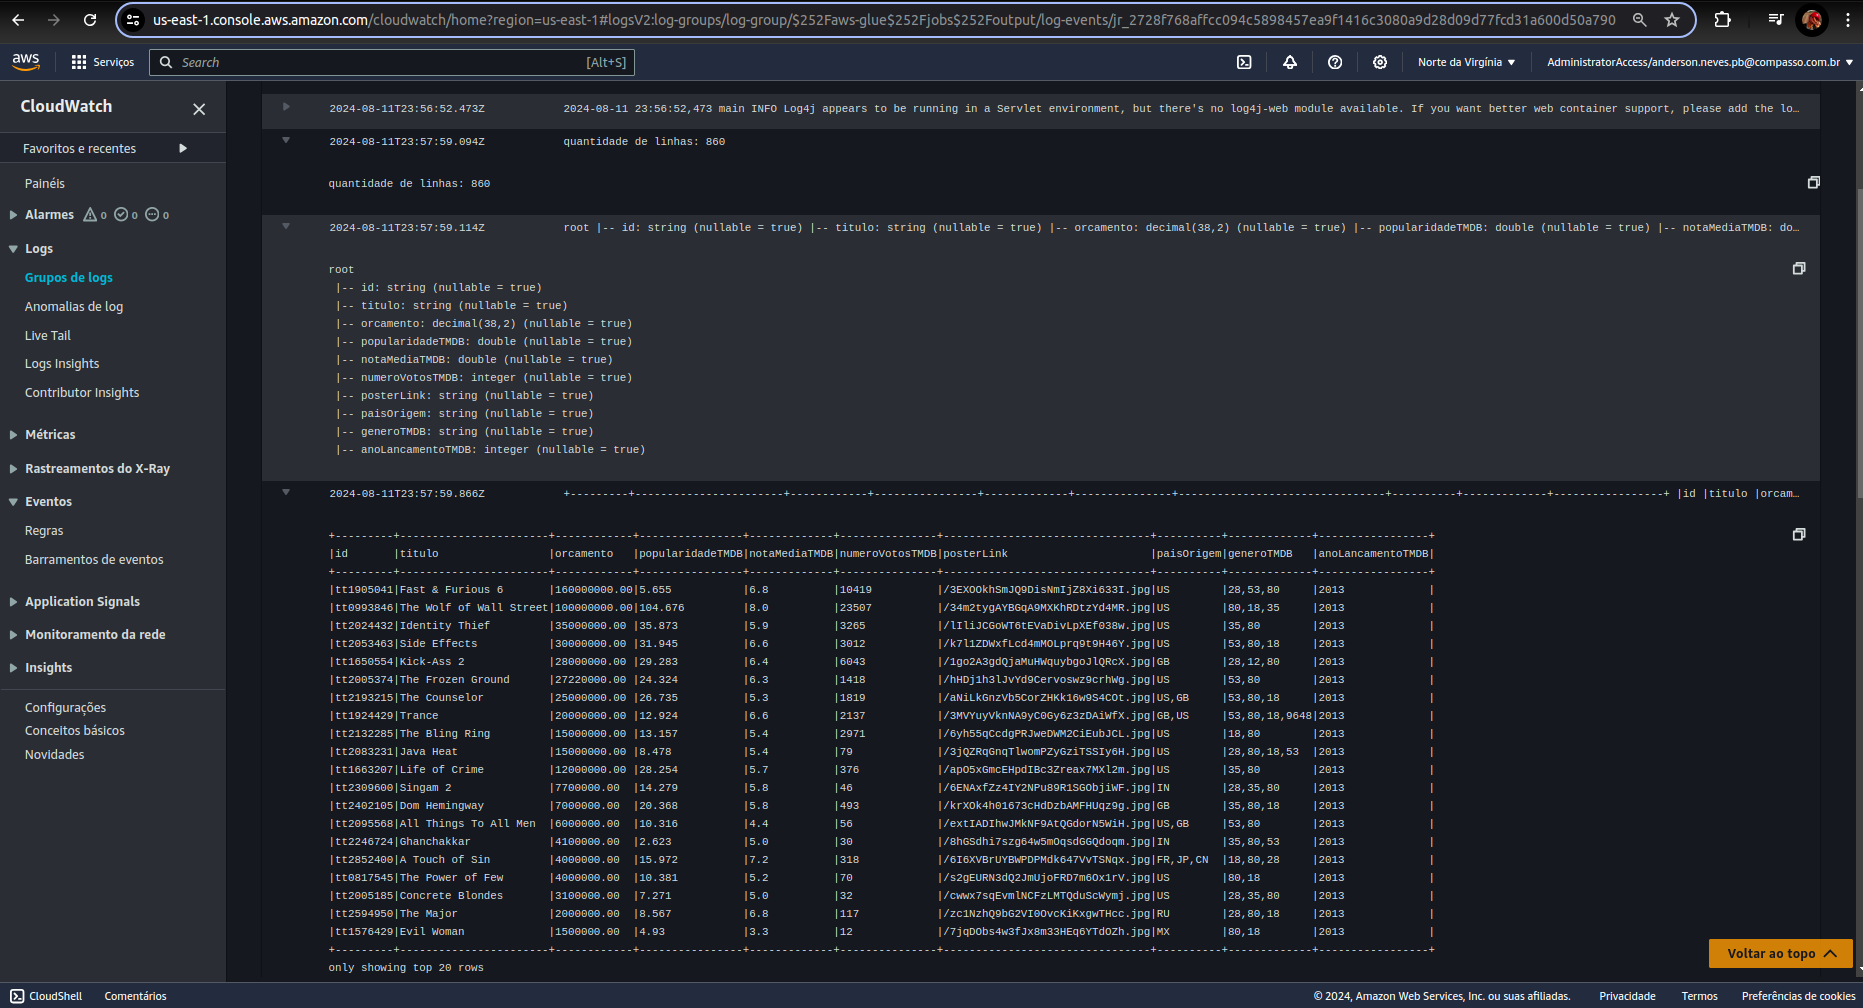 us-east-1.console.aws.amazon.com/cloudwatch/home?region=us-east-1#logsV2:log-groups/log-group/$252Faws-glue$252Fjobs$252Foutput/log-events/jr_2728f768affcc094c5898457ea9f1416c3080a9d28d09d77fcd31a600d50a790
aws Serviços Search [Alt+S] Norte da Virgínia AdministratorAccess/anderson.neves.pb@compasso.com.br
CloudWatch
Favoritos e recentes
Painéis
Alarmes 0 0 0
Logs
Grupos de logs
Anomalias de log
Live Tail
Logs Insights
Contributor Insights
Métricas
Rastreamentos do X-Ray
Eventos
Regras
Barramentos de eventos
Application Signals
Monitoramento da rede
Insights
Configurações
Conceitos básicos
Novidades
2024-08-11T23:56:52.473Z 2024-08-11 23:56:52,473 main INFO Log4j appears to be running in a Servlet environment, but there's no log4j-web module available. If you want better web container support, please add the lo…
2024-08-11T23:57:59.094Z quantidade de linhas: 860
quantidade de linhas: 860
2024-08-11T23:57:59.114Z root |-- id: string (nullable = true) |-- titulo: string (nullable = true) |-- orcamento: decimal(38,2) (nullable = true) |-- popularidadeTMDB: double (nullable = true) |-- notaMediaTMDB: do…
root
|-- id: string (nullable = true)
|-- titulo: string (nullable = true)
|-- orcamento: decimal(38,2) (nullable = true)
|-- popularidadeTMDB: double (nullable = true)
|-- notaMediaTMDB: double (nullable = true)
|-- numeroVotosTMDB: integer (nullable = true)
|-- posterLink: string (nullable = true)
|-- paisOrigem: string (nullable = true)
|-- generoTMDB: string (nullable = true)
|-- anoLancamentoTMDB: integer (nullable = true)
2024-08-11T23:57:59.866Z +---------+-----------------------+------------+----------------+-------------+---------------+--------------------------------+----------+-------------+-----------------+ |id |titulo |orcam…
+---------+-----------------------+------------+----------------+-------------+---------------+--------------------------------+----------+-------------+-----------------+
|id |titulo |orcamento |popularidadeTMDB|notaMediaTMDB|numeroVotosTMDB|posterLink |paisOrigem|generoTMDB |anoLancamentoTMDB|
+---------+-----------------------+------------+----------------+-------------+---------------+--------------------------------+----------+-------------+-----------------+
|tt1905041|Fast & Furious 6 |160000000.00|5.655 |6.8 |10419 |/3EXOOkhSmJQ9DisNmIjZ8Xi633I.jpg|US |28,53,80 |2013 |
|tt0993846|The Wolf of Wall Street|100000000.00|104.676 |8.0 |23507 |/34m2tygAYBGqA9MXKhRDtzYd4MR.jpg|US |80,18,35 |2013 |
|tt2024432|Identity Thief |35000000.00 |35.873 |5.9 |3265 |/lIliJCGoWT6tEVaDivLpXEf038w.jpg|US |35,80 |2013 |
|tt2053463|Side Effects |30000000.00 |31.945 |6.6 |3012 |/k7l1ZDWxfLcd4mMOLprq9t9H46Y.jpg|US |53,80,18 |2013 |
|tt1650554|Kick-Ass 2 |28000000.00 |29.283 |6.4 |6043 |/1go2A3gdQjaMuHWquybgoJlQRcX.jpg|GB |28,12,80 |2013 |
|tt2005374|The Frozen Ground |27220000.00 |24.324 |6.3 |1418 |/hHDj1h3lJvYd9Cervoswz9crhWg.jpg|US |53,80 |2013 |
|tt2193215|The Counselor |25000000.00 |26.735 |5.3 |1819 |/aNiLkGnzVb5CorZHKk16w9S4COt.jpg|US,GB |53,80,18 |2013 |
|tt1924429|Trance |20000000.00 |12.924 |6.6 |2137 |/3MVYuyVknNA9yC0Gy6z3zDAiWfX.jpg|GB,US |53,80,18,9648|2013 |
|tt2132285|The Bling Ring |15000000.00 |13.157 |5.4 |2971 |/6yh55qCcdgPRJweDWM2CiEubJCL.jpg|US |18,80 |2013 |
|tt2083231|Java Heat |15000000.00 |8.478 |5.4 |79 |/3jQZRqGnqTlwomPZyGziTSSIy6H.jpg|US |28,80,18,53 |2013 |
|tt1663207|Life of Crime |12000000.00 |28.254 |5.7 |376 |/apO5xGmcEHpdIBc3Zreax7MXl2m.jpg|US |35,80 |2013 |
|tt2309600|Singam 2 |7700000.00 |14.279 |5.8 |46 |/6ENAxfZz4IY2NPu89R1SGObjiWF.jpg|IN |28,35,80 |2013 |
|tt2402105|Dom Hemingway |7000000.00 |20.368 |5.8 |493 |/krXOk4h01673cHdDzbAMFHUqz9g.jpg|GB |35,80,18 |2013 |
|tt2095568|All Things To All Men |6000000.00 |10.316 |4.4 |56 |/extIADIhwJMkNF9AtQGdorN5WiH.jpg|US,GB |53,80 |2013 |
|tt2246724|Ghanchakkar |4100000.00 |2.623 |5.0 |30 |/8hGSdhi7szg64w5mOqsdGGQdoqm.jpg|IN |35,80,53 |2013 |
|tt2852400|A Touch of Sin |4000000.00 |15.972 |7.2 |318 |/6I6XVBrUYBWPDPMdk647VvTSNqx.jpg|FR,JP,CN |18,80,28 |2013 |
|tt0817545|The Power of Few |4000000.00 |10.381 |5.2 |70 |/s2gEURN3dQ2JmUjoFRD7m6Ox1rV.jpg|US |80,18 |2013 |
|tt2005185|Concrete Blondes |3100000.00 |7.271 |5.0 |32 |/cwwx7sqEvmlNCFzLMTQduScWymj.jpg|US |28,35,80 |2013 |
|tt2594950|The Major |2000000.00 |8.567 |6.8 |117 |/zc1NzhQ9bG2VI0OvcKiKxgwTHcc.jpg|RU |28,80,18 |2013 |
|tt1576429|Evil Woman |1500000.00 |4.93 |3.3 |12 |/7jqDObs4w3fJx8m33HEq6YTdOZh.jpg|MX |80,18 |2013 |
+---------+-----------------------+------------+----------------+-------------+---------------+--------------------------------+----------+-------------+-----------------+
only showing top 20 rows
Voltar ao topo
CloudShell Comentários © 2024, Amazon Web Services, Inc. ou suas afiliadas. Privacidade Termos Preferências de cookies